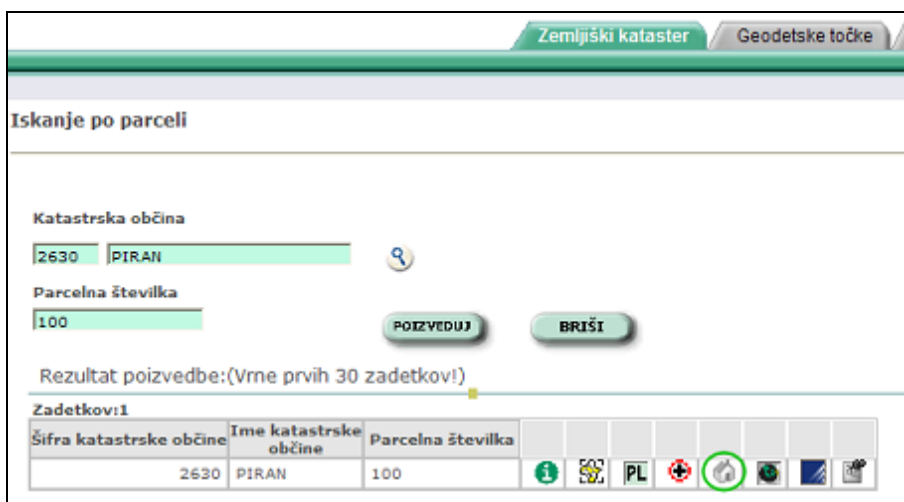 Zemljiški kataster Geodetske točke
Iskanje po parceli
Katastrska občina
2630 PIRAN
Parcelna številka
100 POIZVEDUJ BRIŠI
Rezultat poizvedbe:(Vrne prvih 30 zadetkov!)
Zadetkov:1
Šifra katastrske občine Ime katastrske občine Parcelna številka
2630 PIRAN 100 PL